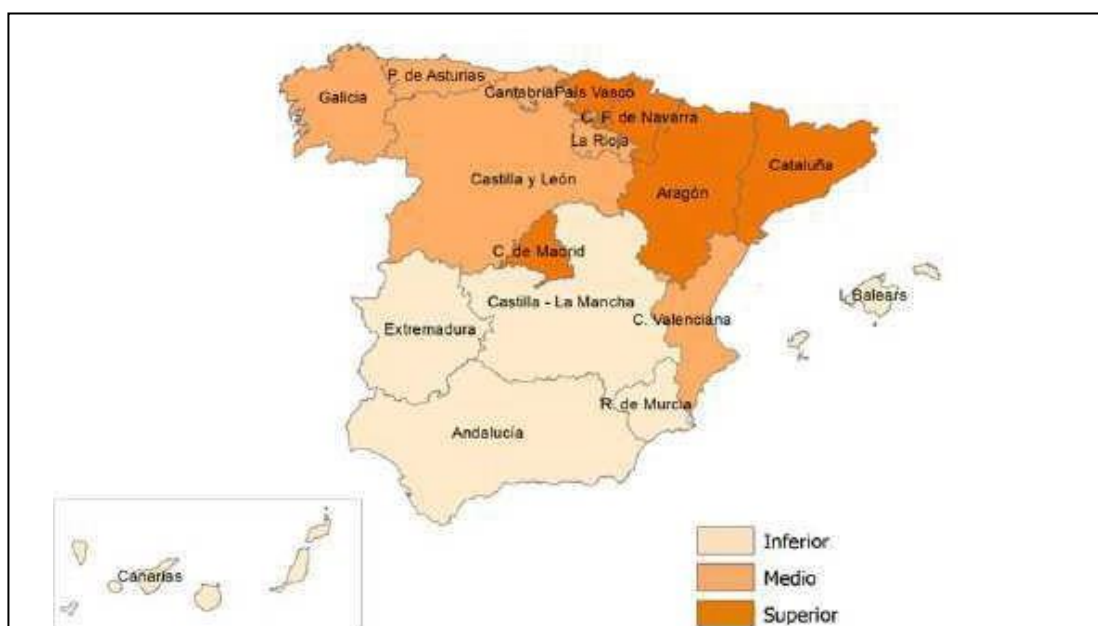 P. de Asturias
Galicia
Cantabria
País Vasco
C. F. de Navarra
La Rioja
Cataluña
Castilla y León
Aragón
C. de Madrid
I. Balears
Castilla - La Mancha
C. Valenciana
Extremadura
R. de Murcia
Andalucía
Canarias
Inferior
Medio
Superior